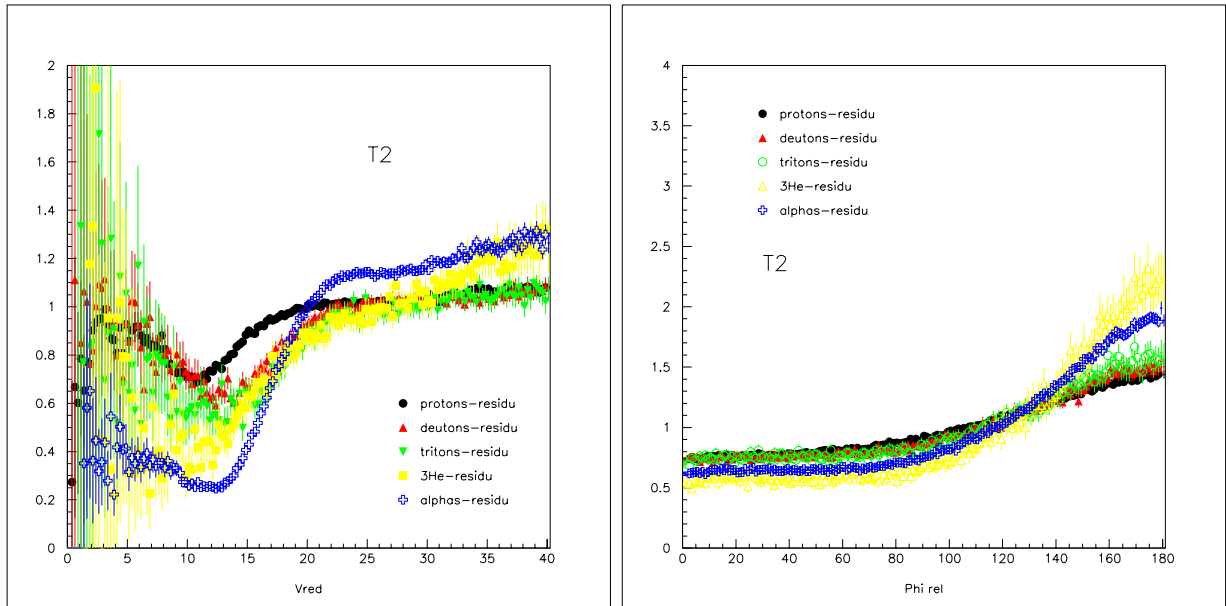 2
1.8
1.6
1.4
1.2
1
0.8
0.6
0.4
0.2
0
T2
protons-residu
deutons-residu
tritons-residu
3He-residu
alphas-residu
0 5 10 15 20 25 30 35 40
Vred
4
3.5
3
2.5
2
1.5
1
0.5
0
protons-residu
deutons-residu
tritons-residu
3He-residu
alphas-residu
T2
0 20 40 60 80 100 120 140 160 180
Phi rel